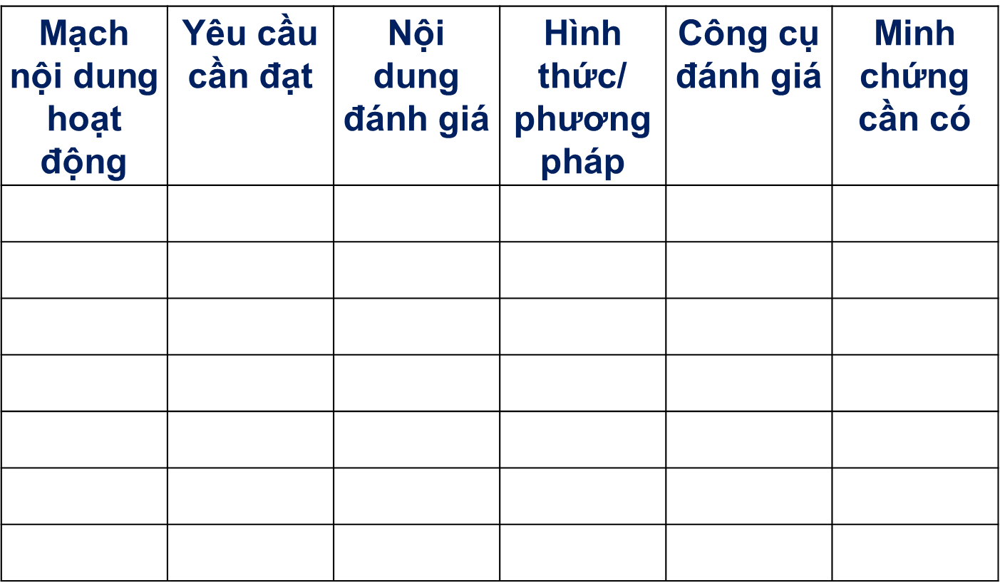 Mạch
nội dung
hoạt
động
Yêu cầu
cần đạt
Nội
dung
đánh giá
Hình
thức/
phương
pháp
Công cụ
đánh giá
Minh
chứng
cần có